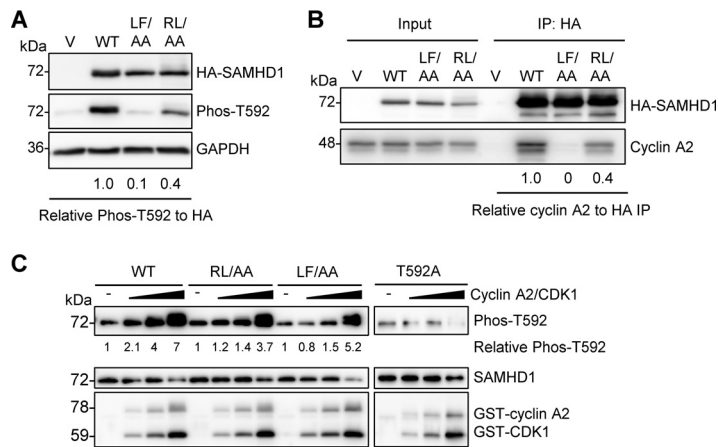 A
LF/ RL/
kDa V WT AA AA
72 HA-SAMHD1
72 Phos-T592
36 GAPDH
1.0 0.1 0.4
Relative Phos-T592 to HA
B
Input IP: HA
LF/ RL/ LF/ RL/
kDa V WT AA AA V WT AA AA
72 HA-SAMHD1
48 Cyclin A2
1.0 0 0.4
Relative cyclin A2 to HA IP
C
WT RL/AA LF/AA T592A
- - - - Cyclin A2/CDK1
kDa
72 Phos-T592
1 2.1 4 7 1 1.2 1.4 3.7 1 0.8 1.5 5.2 Relative Phos-T592
72 SAMHD1
78 GST-cyclin A2
59 GST-CDK1